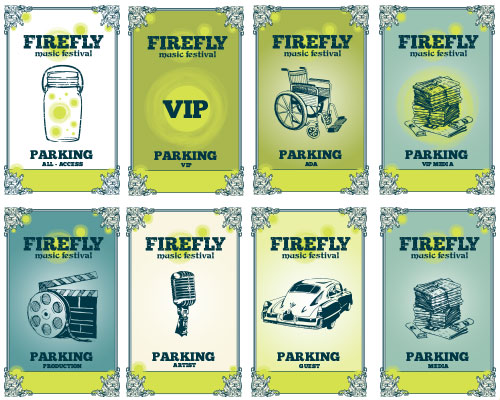 FIREFLY
music festival
PARKING
ALL - ACCESS
FIREFLY
music festival
VIP
PARKING
VIP
FIREFLY
music festival
PARKING
ADA
FIREFLY
music festival
PARKING
VIP MEDIA
FIREFLY
music festival
PARKING
PRODUCTION
FIREFLY
music festival
PARKING
ARTIST
FIREFLY
music festival
PARKING
GUEST
FIREFLY
music festival
PARKING
MEDIA